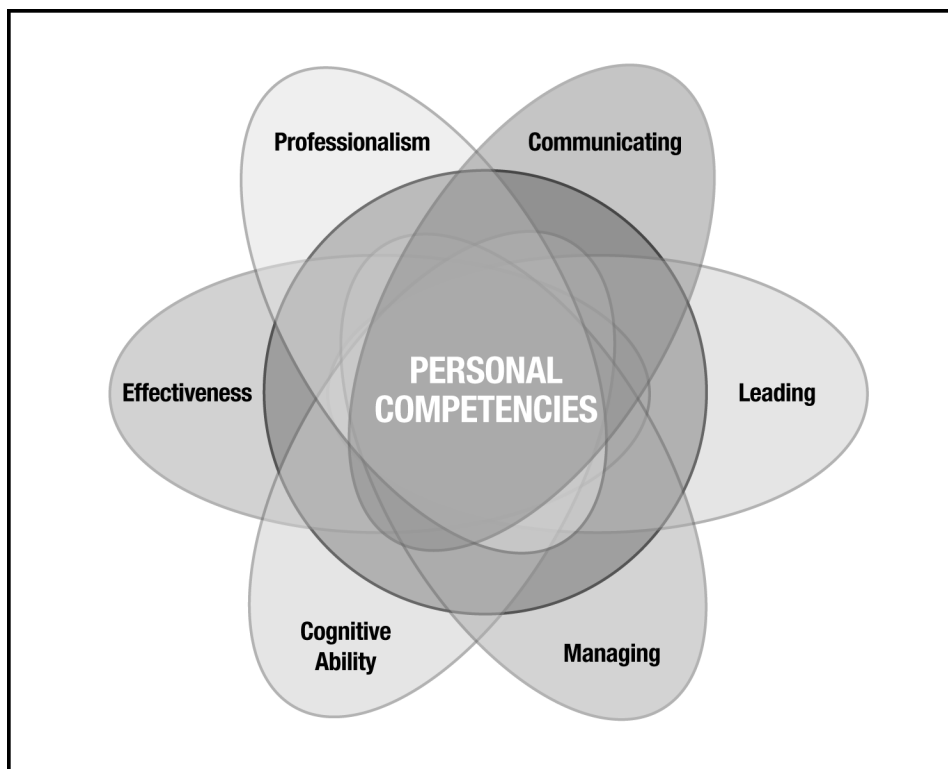 Professionalism
Communicating
Effectiveness
PERSONAL
COMPETENCIES
Leading
Cognitive
Ability
Managing